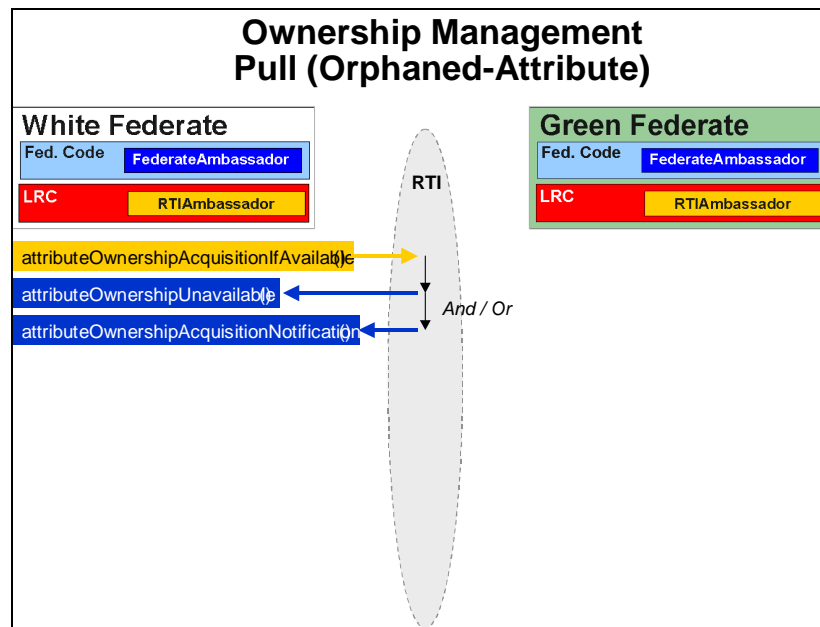 Ownership Management
Pull (Orphaned-Attribute)
White Federate
Fed. Code
FederateAmbassador
LRC
RTIAmbassador
Green Federate
Fed. Code
FederateAmbassador
LRC
RTIAmbassador
RTI
attributeOwnershipAcquisitionIfAvailable()
attributeOwnershipUnavailable()
And / Or
attributeOwnershipAcquisitionNotification()